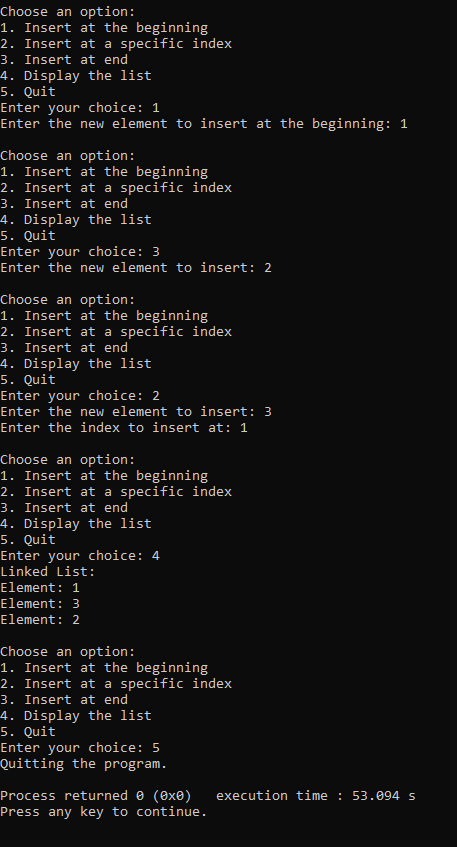 Choose an option:
1. Insert at the beginning
2. Insert at a specific index
3. Insert at end
4. Display the list
5. Quit
Enter your choice: 1
Enter the new element to insert at the beginning: 1

Choose an option:
1. Insert at the beginning
2. Insert at a specific index
3. Insert at end
4. Display the list
5. Quit
Enter your choice: 3
Enter the new element to insert: 2

Choose an option:
1. Insert at the beginning
2. Insert at a specific index
3. Insert at end
4. Display the list
5. Quit
Enter your choice: 2
Enter the new element to insert: 3
Enter the index to insert at: 1

Choose an option:
1. Insert at the beginning
2. Insert at a specific index
3. Insert at end
4. Display the list
5. Quit
Enter your choice: 4
Linked List:
Element: 1
Element: 3
Element: 2

Choose an option:
1. Insert at the beginning
2. Insert at a specific index
3. Insert at end
4. Display the list
5. Quit
Enter your choice: 5
Quitting the program.

Process returned 0 (0x0)   execution time : 53.094 s
Press any key to continue.